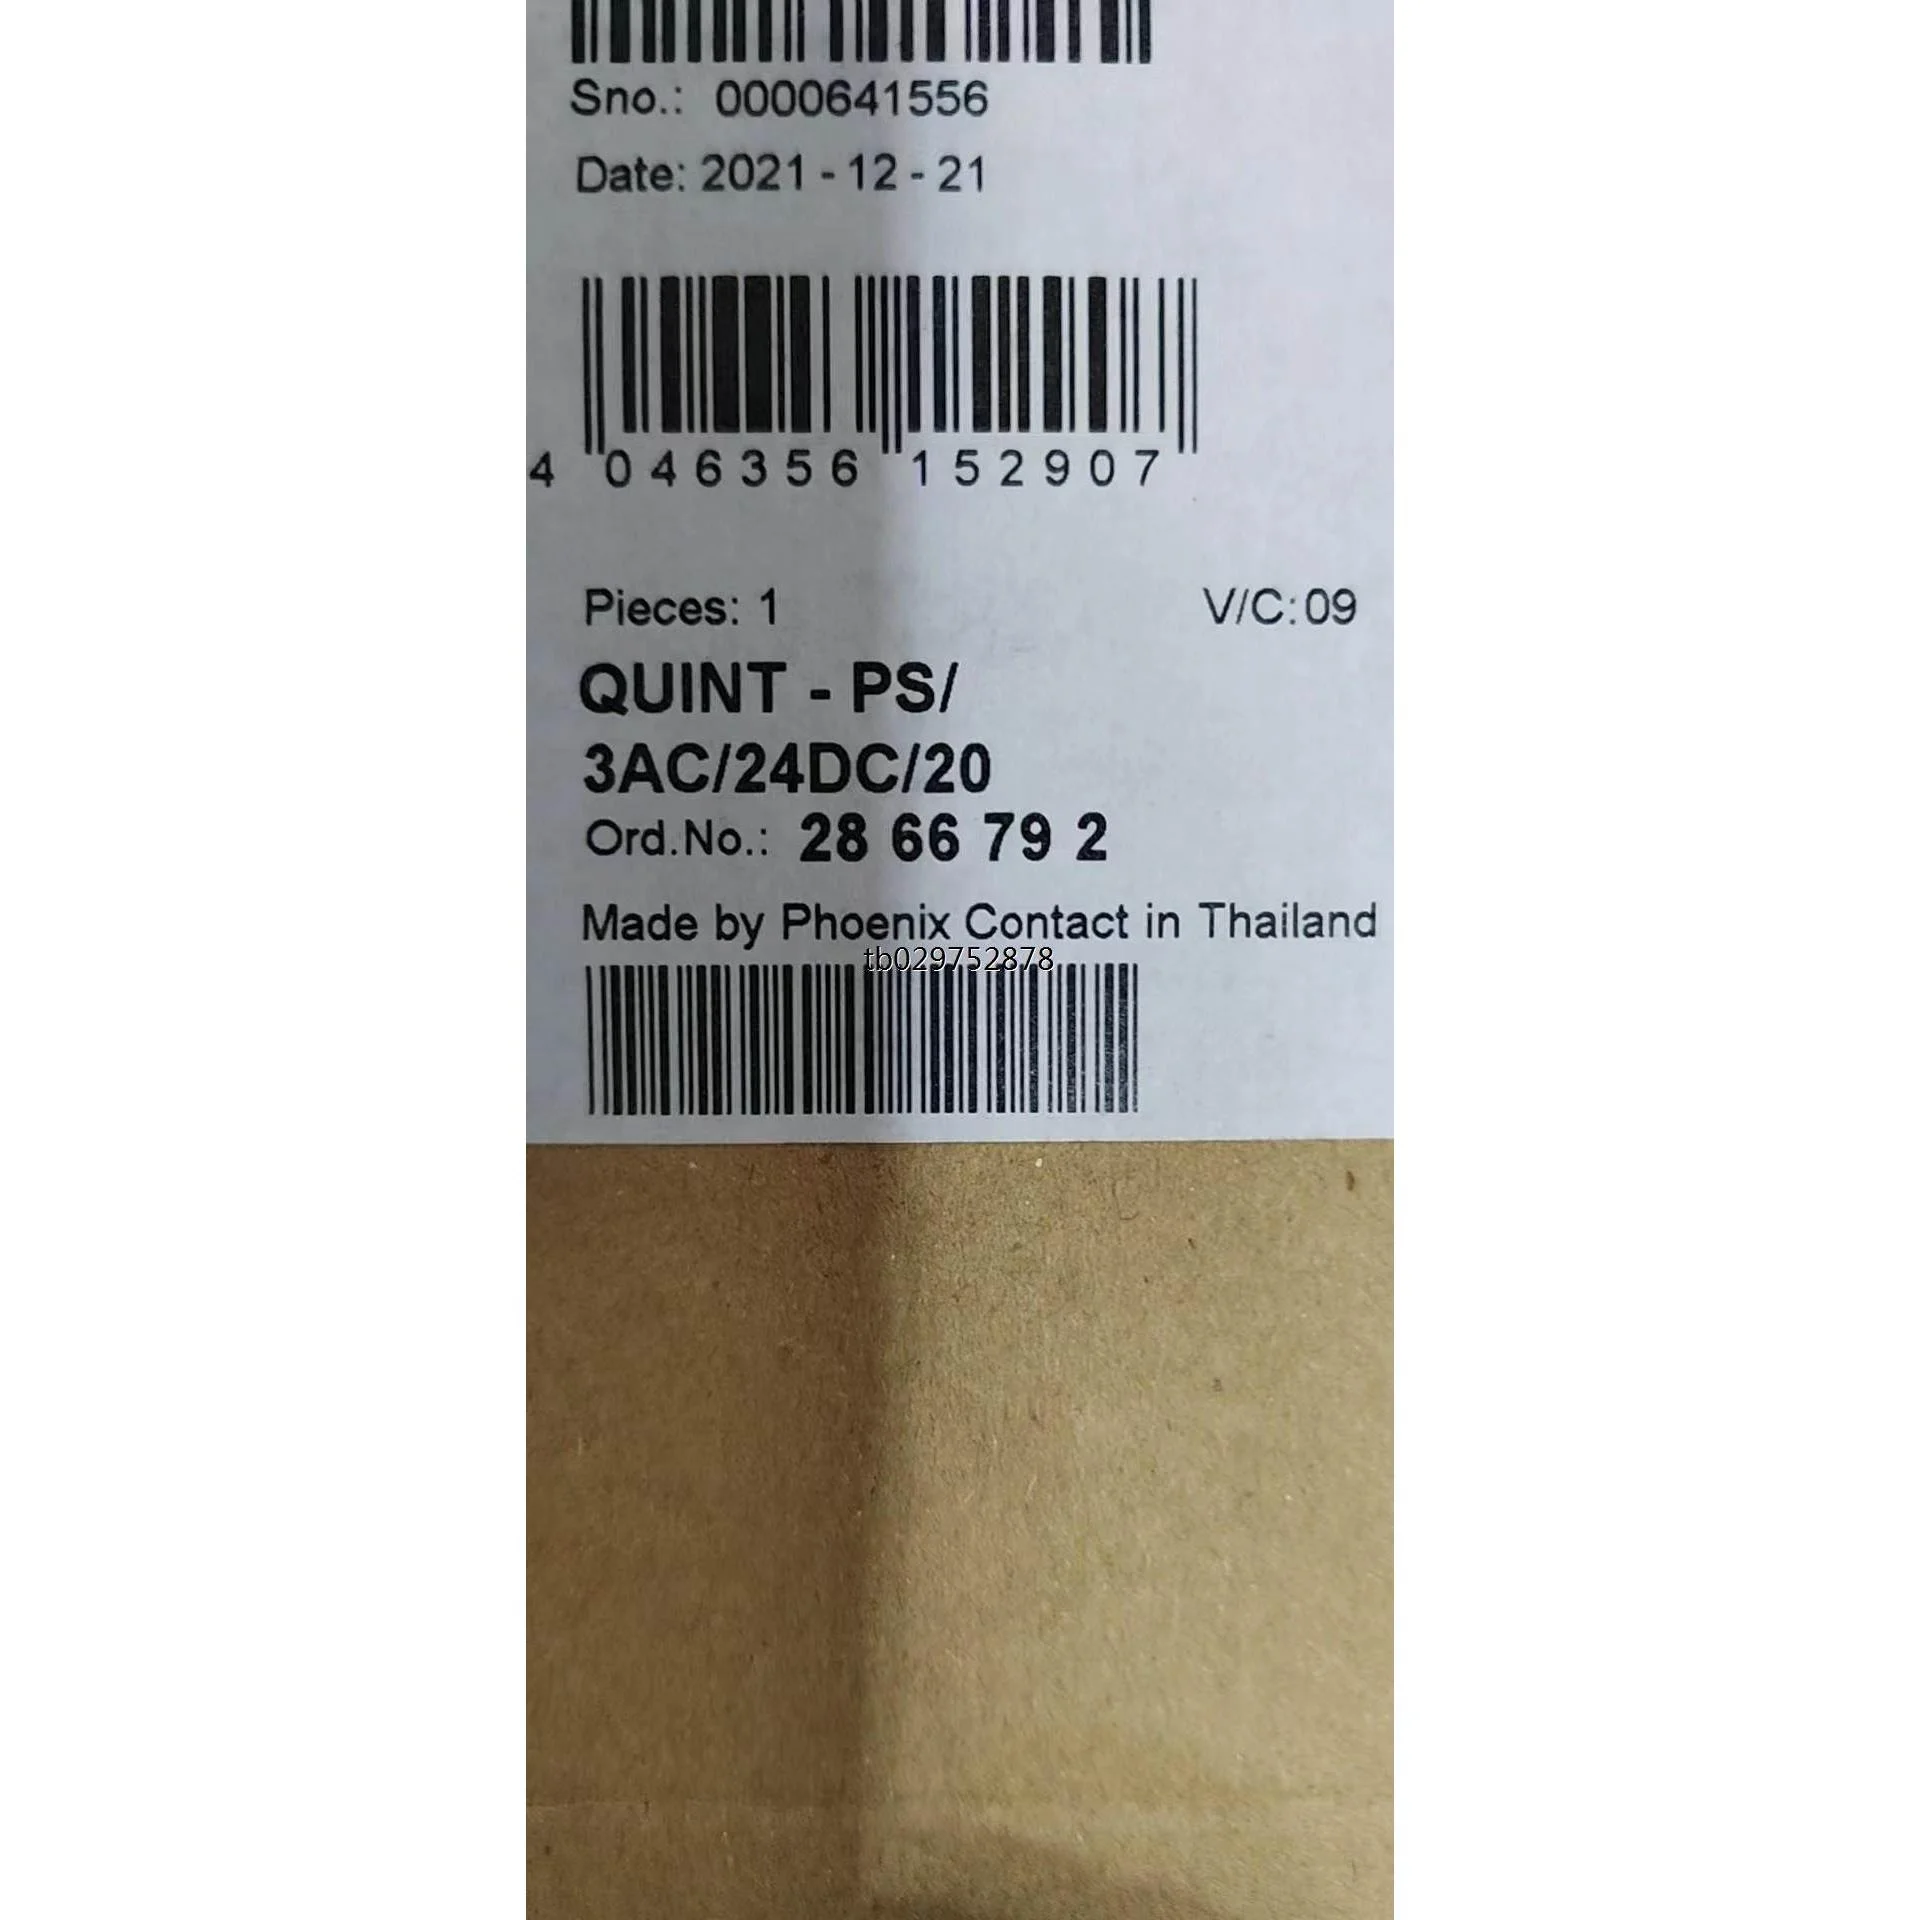 Sno.: 0000641556
Date: 2021 - 12 - 21
4 046356 152907
Pieces: 1 V/C: 09
QUINT - PS/
3AC/24DC/20
Ord.No.: 28 66 79 2
Made by Phoenix Contact in Thailand
tb029752878